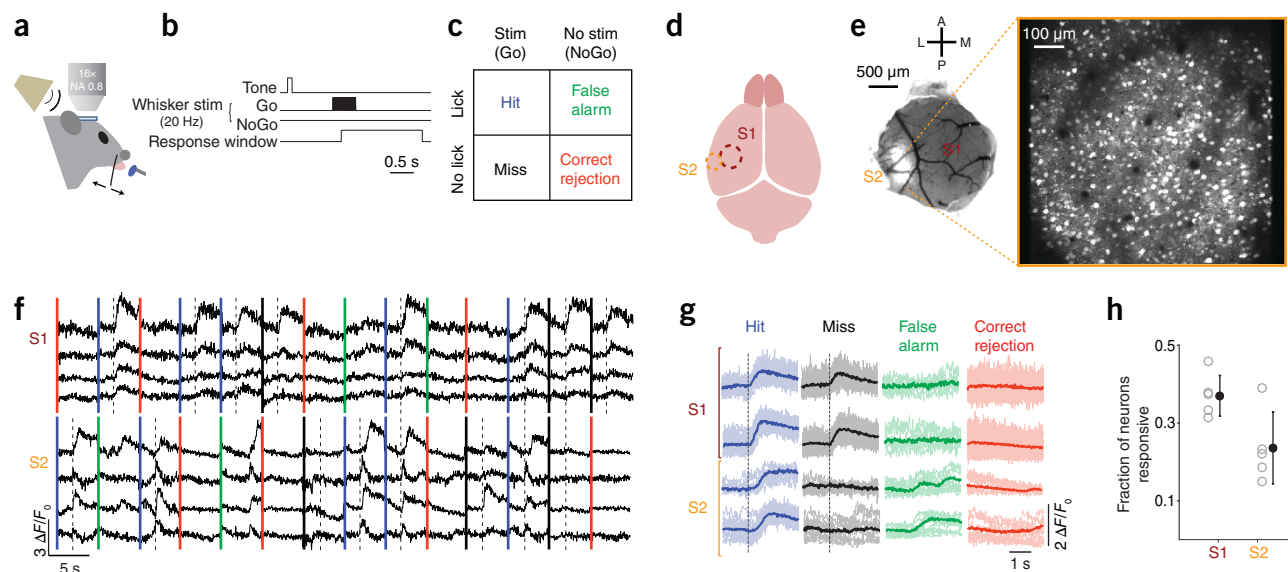 a
16×
NA 0.8
b
Tone
Whisker stim
(20 Hz)
Go
NoGo
Response window
0.5 s
c
Stim
(Go)
No stim
(NoGo)
Lick
Hit
False
alarm
No lick
Miss
Correct
rejection
d
S1
S2
e
A
L
M
P
500 µm
S1
S2
100 µm
f
S1
S2
3 ΔF/F0
5 s
g
Hit
Miss
False
alarm
Correct
rejection
S1
S2
2 ΔF/F0
1 s
h
Fraction of neurons
responsive
0.5
0.3
0.1
S1
S2